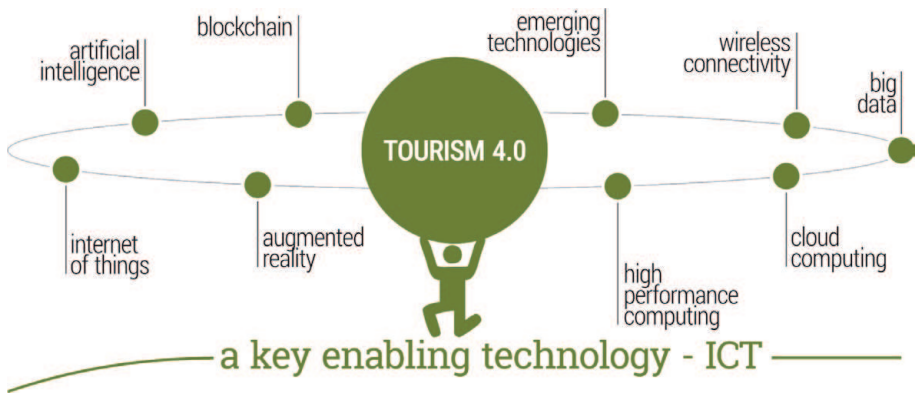 blockchain
artificial
intelligence
emerging
technologies
wireless
connectivity
big
data
TOURISM 4.0
internet
of things
augmented
reality
high
performance
computing
cloud
computing
a key enabling technology - ICT